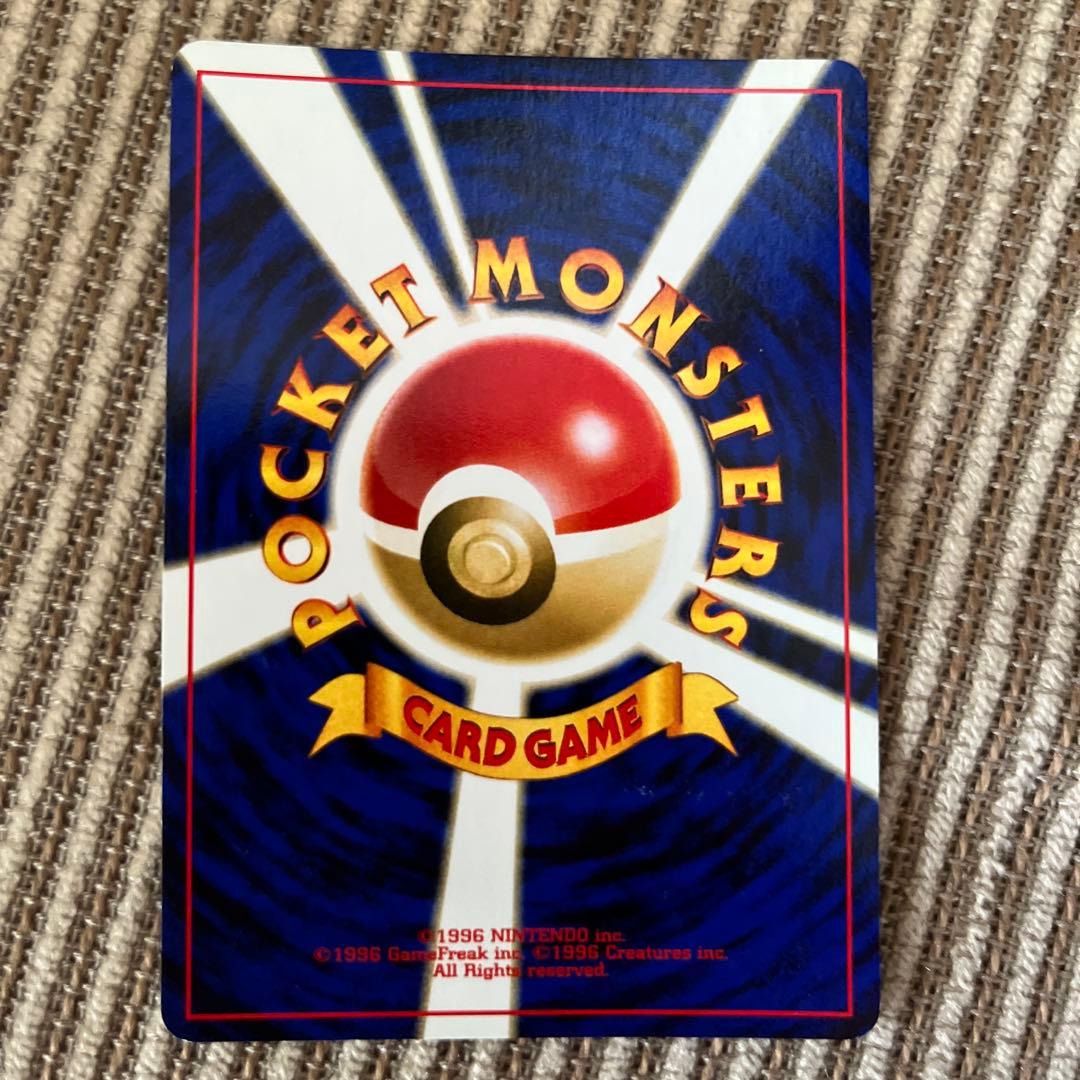 POCKET MONSTERS
CARD GAME
©1996 NINTENDO inc.
©1996 GameFreak inc. ©1996 Creatures inc.
All Rights reserved.